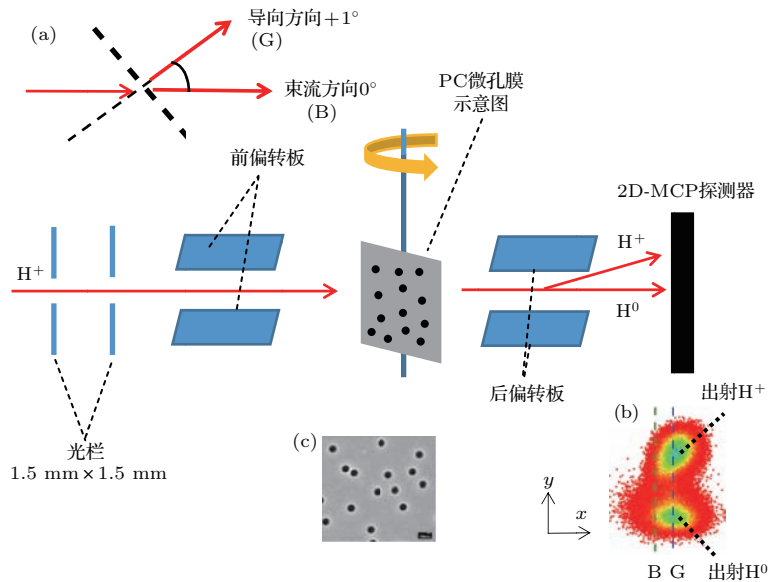 (a)
导向方向+1°
(G)
束流方向0°
(B)
PC微孔膜
示意图
前偏转板
2D-MCP探测器
H⁺
H⁺
H⁰
后偏转板
光栏
1.5 mm×1.5 mm
(c)
(b)
出射H⁺
y
x
B G
出射H⁰